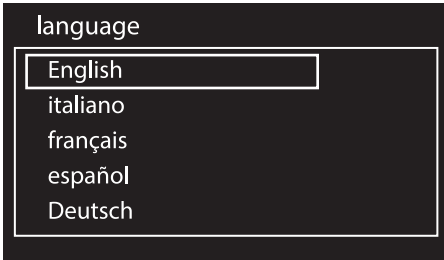 language
English
italiano
français
español
Deutsch